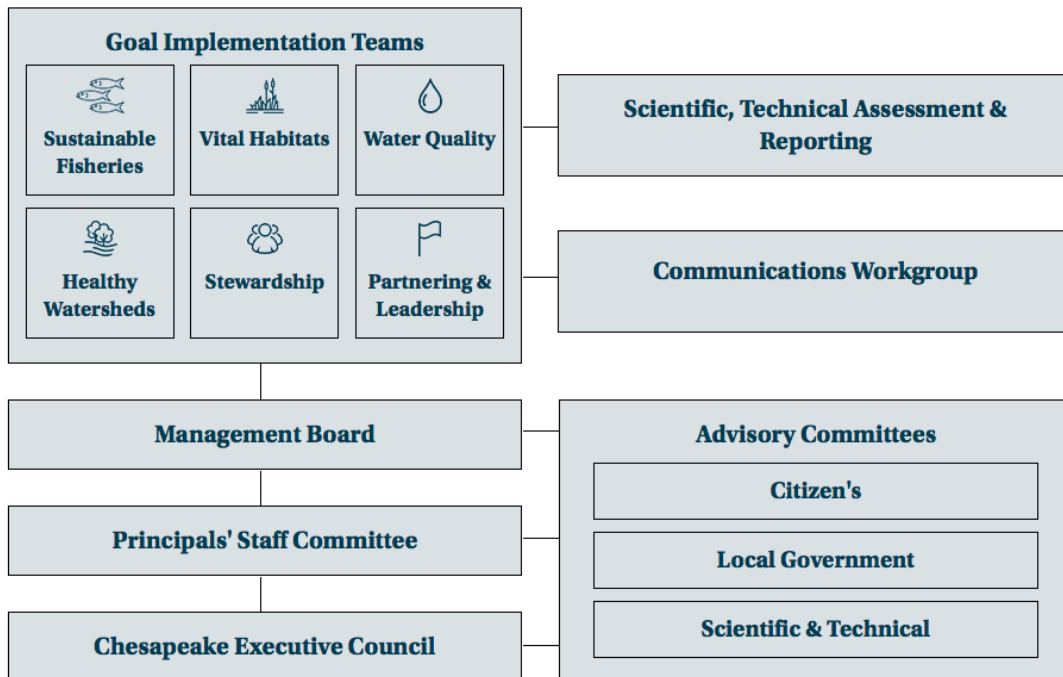 Goal Implementation Teams
Sustainable
Fisheries
Vital Habitats
Water Quality
Healthy
Watersheds
Stewardship
Partnering &
Leadership
Scientific, Technical Assessment &
Reporting
Communications Workgroup
Management Board
Principals' Staff Committee
Chesapeake Executive Council
Advisory Committees
Citizen's
Local Government
Scientific & Technical